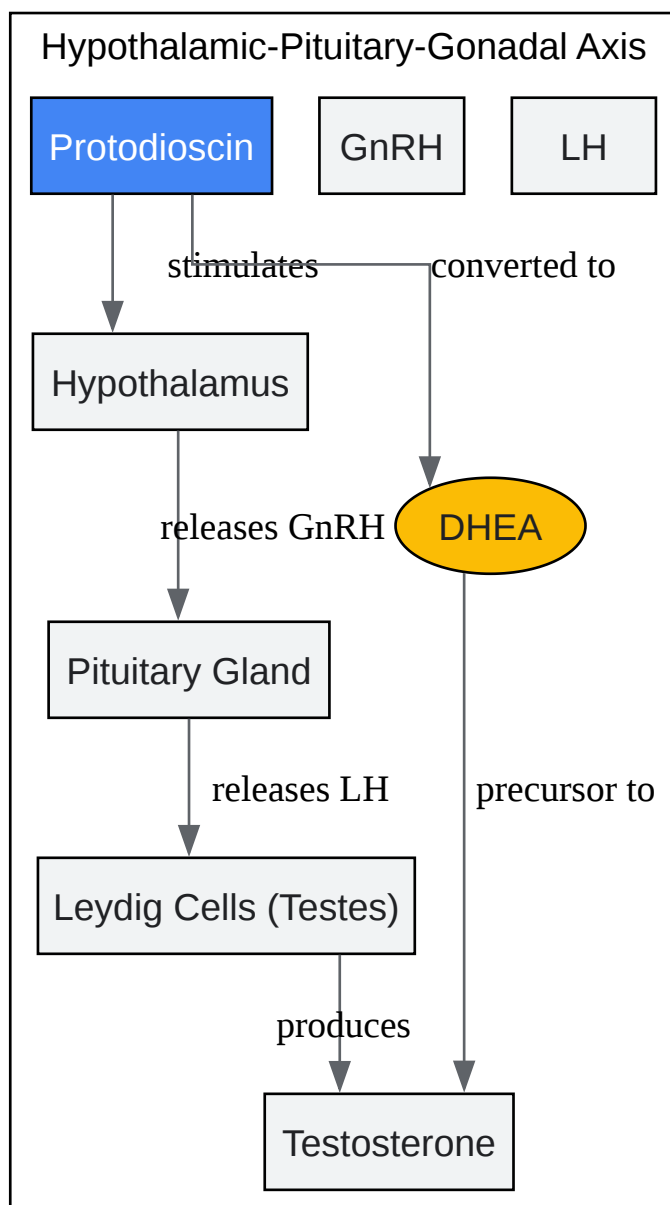 Hypothalamic-Pituitary-Gonadal Axis
Protodioscin
GnRH
LH
stimulates
converted to
Hypothalamus
releases GnRH
DHEA
Pituitary Gland
releases LH
precursor to
Leydig Cells (Testes)
produces
Testosterone